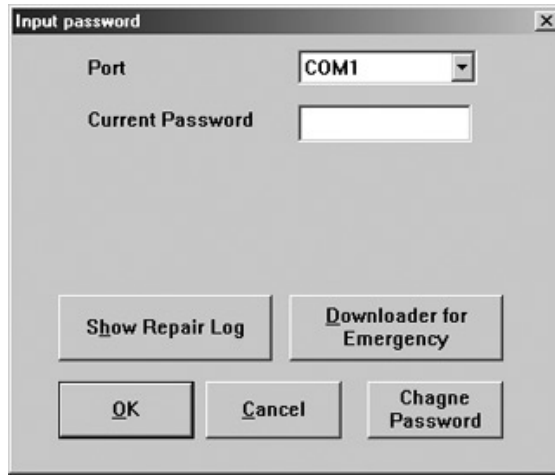 Input password
Port
COM1
Current Password
Show Repair Log
Downloader for
Emergency
OK
Cancel
Chagne
Password